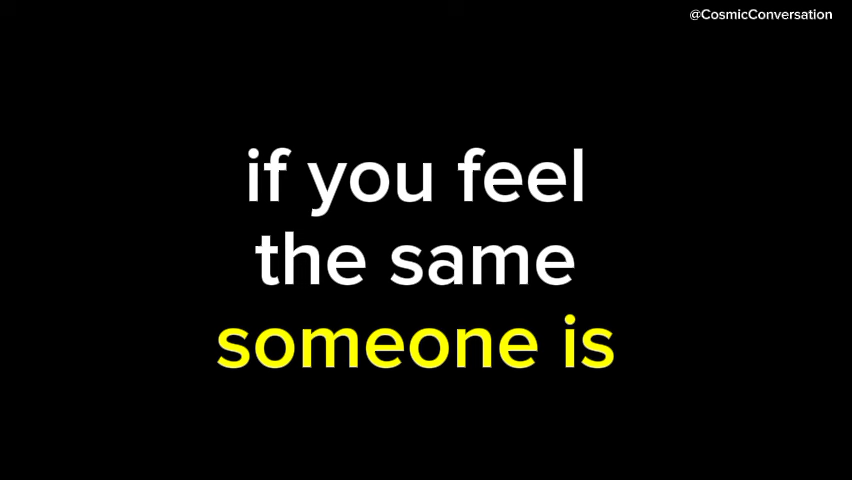 @CosmicConversation
if you feel
the same
someone is